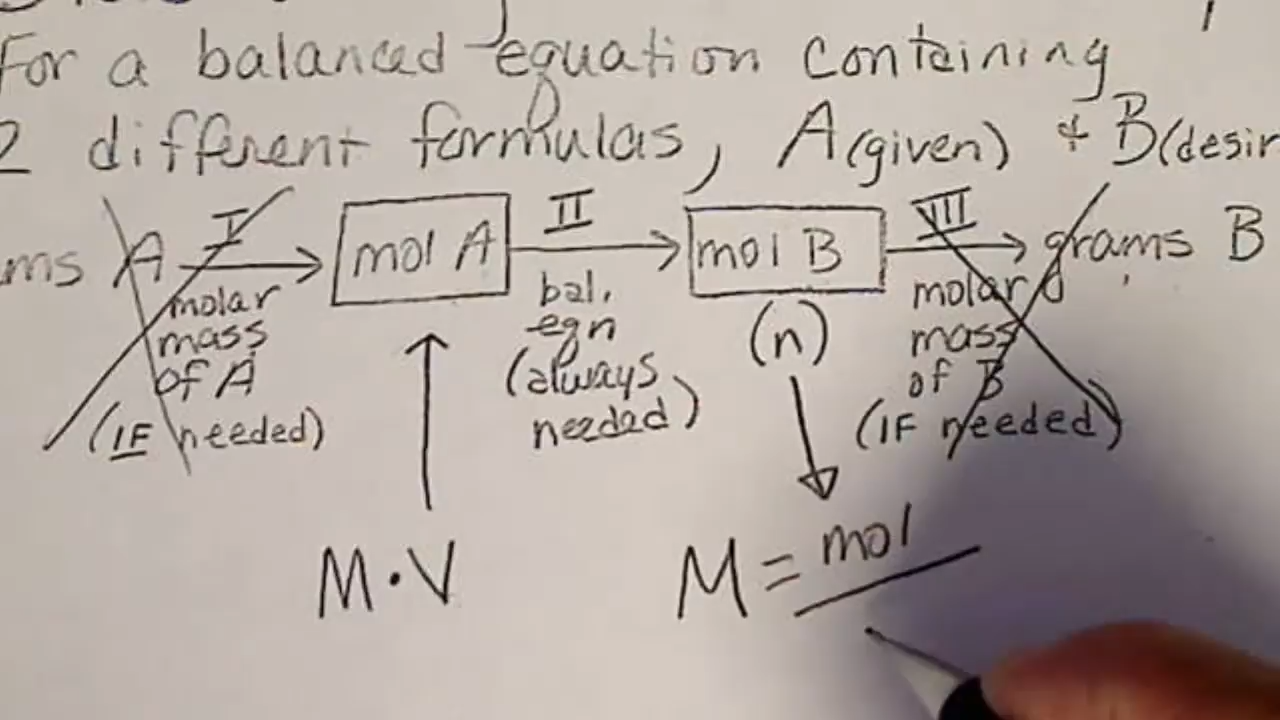 For a balanced equation containing
2 different formulas, A(given) + B(desir
ms A I mol A II mol B III grams B
molar mass of A (IF needed)
bal. eqn (always needed)
(n)
molar mass of B (IF needed)
M·V
M = mol